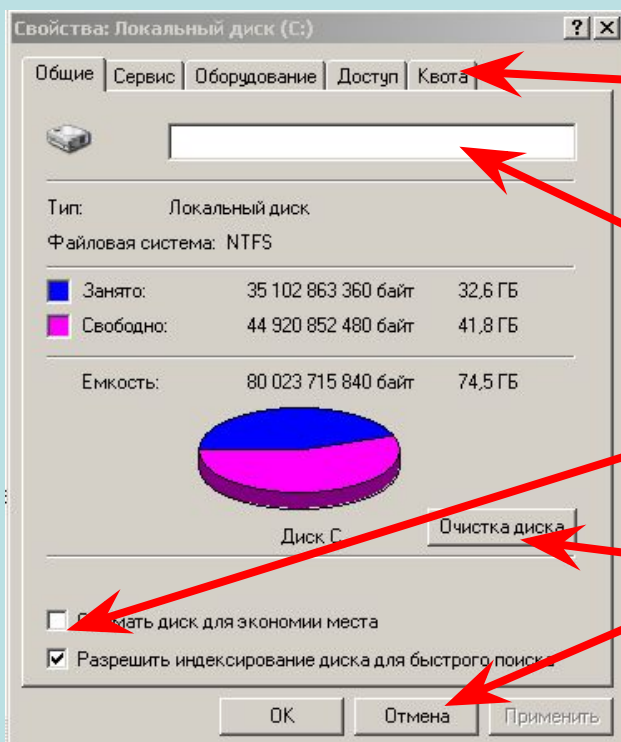 Свойства: Локальный диск (C:)
Общие Сервис Оборудование Доступ Квота
Тип: Локальный диск
Файловая система: NTFS
Занято: 35 102 863 360 байт 32,6 ГБ
Свободно: 44 920 852 480 байт 41,8 ГБ
Емкость: 80 023 715 840 байт 74,5 ГБ
Диск C
Очистка диска
диск для экономии места
Разрешить индексирование диска для быстрого поиска
OK Отмена Применить